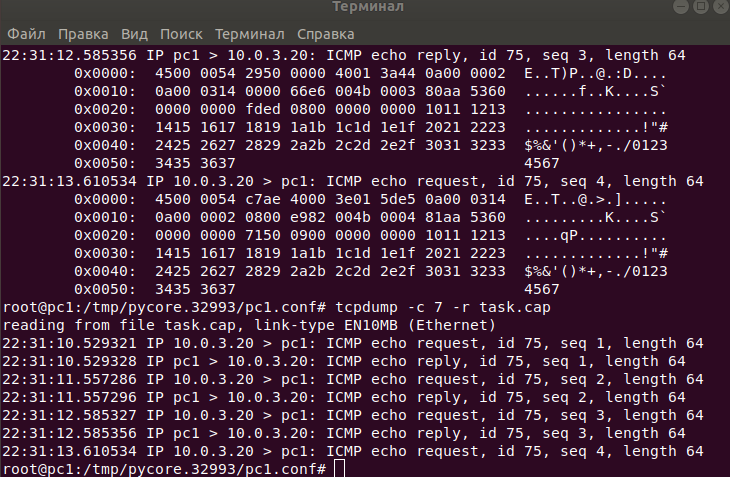 Терминал
Файл Правка Вид Поиск Терминал Справка
22:31:12.585356 IP pc1 > 10.0.3.20: ICMP echo reply, id 75, seq 3, length 64
0x0000: 4500 0054 2950 0000 4001 3a44 0a00 0002 E..T)P..@.:D....
0x0010: 0a00 0314 0000 66e6 004b 0003 80aa 5360 ......f..K....S`
0x0020: 0000 0000 fded 0800 0000 0000 1011 1213 ................
0x0030: 1415 1617 1819 1a1b 1c1d 1e1f 2021 2223 .............!"#
0x0040: 2425 2627 2829 2a2b 2c2d 2e2f 3031 3233 $%&'()*+,-./0123
0x0050: 3435 3637 4567
22:31:13.610534 IP 10.0.3.20 > pc1: ICMP echo request, id 75, seq 4, length 64
0x0000: 4500 0054 c7ae 4000 3e01 5de5 0a00 0314 E..T..@.>.].....
0x0010: 0a00 0002 0800 e982 004b 0004 81aa 5360 .........K....S`
0x0020: 0000 0000 7150 0900 0000 0000 1011 1213 ....qP..........
0x0030: 1415 1617 1819 1a1b 1c1d 1e1f 2021 2223 .............!"#
0x0040: 2425 2627 2829 2a2b 2c2d 2e2f 3031 3233 $%&'()*+,-./0123
0x0050: 3435 3637 4567
root@pc1:/tmp/pycore.32993/pc1.conf# tcpdump -c 7 -r task.cap
reading from file task.cap, link-type EN10MB (Ethernet)
22:31:10.529321 IP 10.0.3.20 > pc1: ICMP echo request, id 75, seq 1, length 64
22:31:10.529328 IP pc1 > 10.0.3.20: ICMP echo reply, id 75, seq 1, length 64
22:31:11.557286 IP 10.0.3.20 > pc1: ICMP echo request, id 75, seq 2, length 64
22:31:11.557296 IP pc1 > 10.0.3.20: ICMP echo reply, id 75, seq 2, length 64
22:31:12.585327 IP 10.0.3.20 > pc1: ICMP echo request, id 75, seq 3, length 64
22:31:12.585356 IP pc1 > 10.0.3.20: ICMP echo reply, id 75, seq 3, length 64
22:31:13.610534 IP 10.0.3.20 > pc1: ICMP echo request, id 75, seq 4, length 64
root@pc1:/tmp/pycore.32993/pc1.conf#